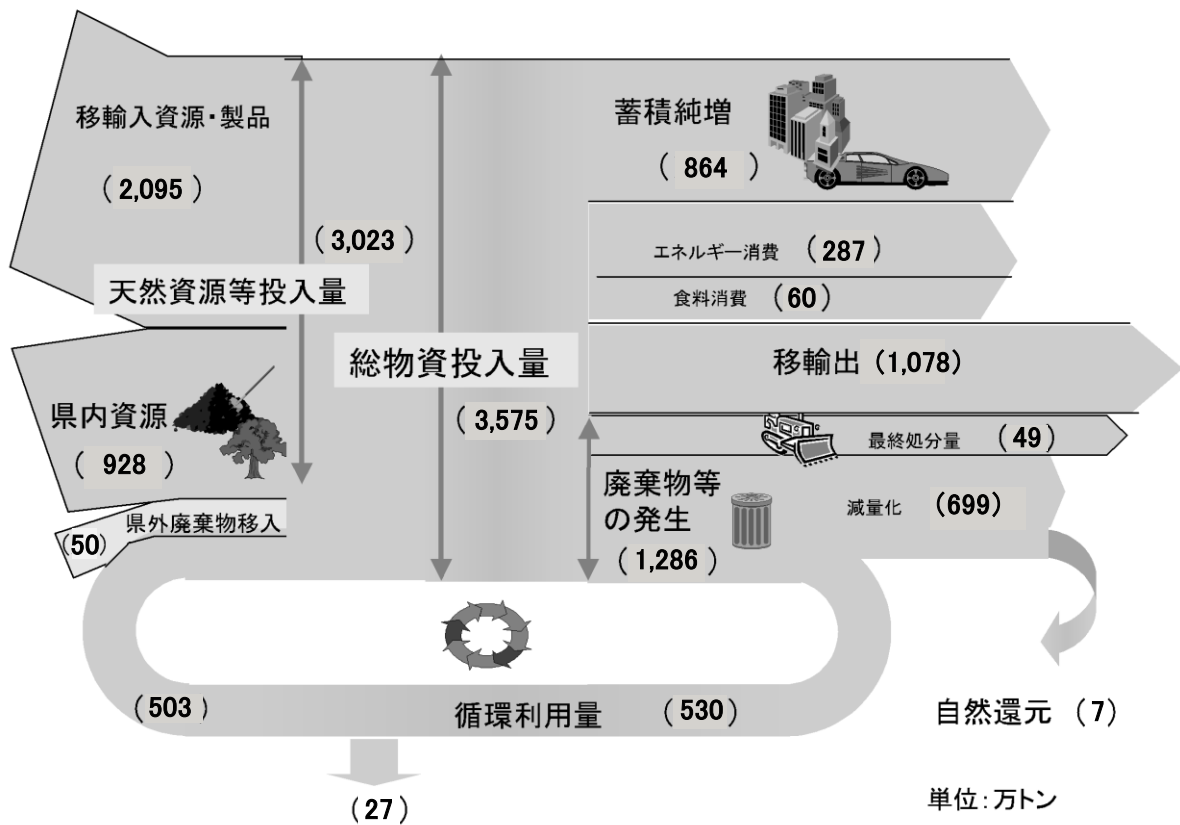 移輸入資源・製品
(2,095)
(3,023)
天然資源等投入量
県内資源
(928)
県外廃棄物移入
(50)
総物資投入量
(3,575)
蓄積純増
(864)
エネルギー消費 (287)
食料消費 (60)
移輸出 (1,078)
最終処分量 (49)
廃棄物等
の発生
(1,286)
減量化 (699)
(503)
循環利用量 (530)
自然還元 (7)
(27)
単位:万トン